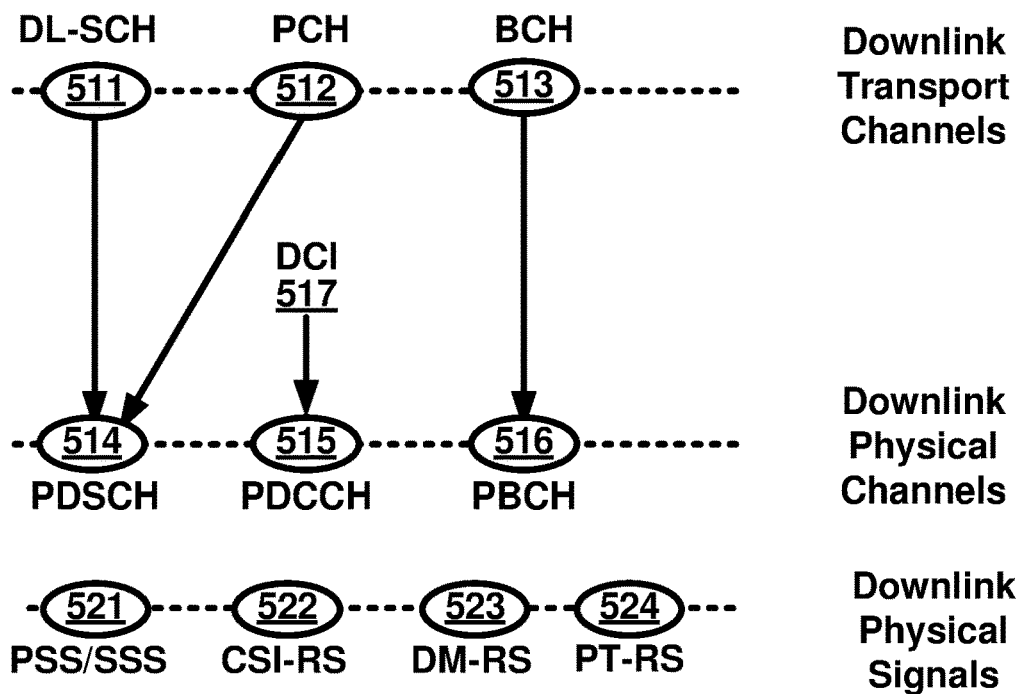 DL-SCH PCH BCH
511 512 513
Downlink
Transport
Channels
DCI
517
514 515 516
PDSCH PDCCH PBCH
Downlink
Physical
Channels
521 522 523 524
PSS/SSS CSI-RS DM-RS PT-RS
Downlink
Physical
Signals